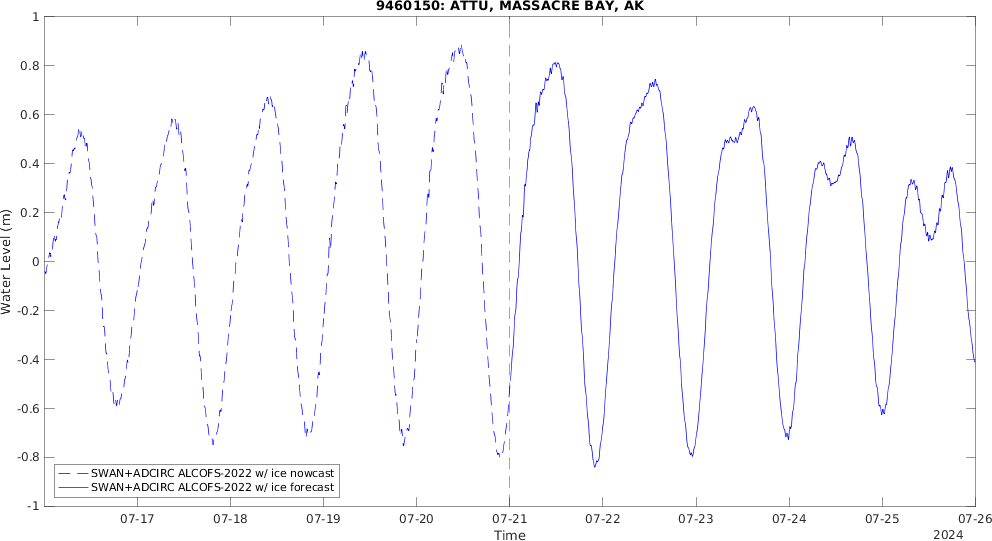 9460150: ATTU, MASSACRE BAY, AK
1
0.8
0.6
0.4
0.2
0
-0.2
-0.4
-0.6
-0.8
-1
Water Level (m)
SWAN+ADCIRC ALCOFS-2022 w/ ice nowcast
SWAN+ADCIRC ALCOFS-2022 w/ ice forecast
07-17 07-18 07-19 07-20 07-21 07-22 07-23 07-24 07-25 07-26
Time
2024